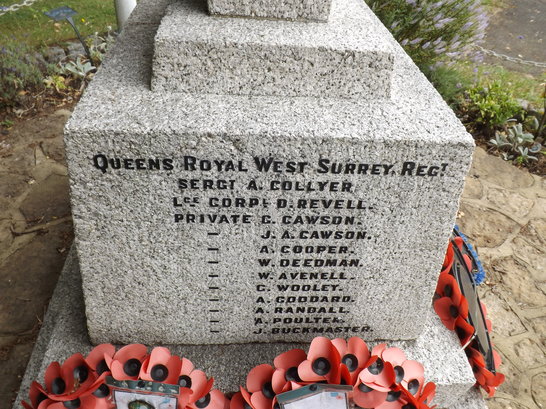 QUEENS ROYAL WEST SURREY, REGT
SERGT A. COLLYER.
LCE CORPL D. REVELL.
PRIVATE G. CAWSON.
– J. A. CAWSON.
– A. COOPER.
– W. DEEDMAN.
– W. AVENELL.
– G. WOOLEY.
– A. GODDARD.
– A. RANDALL.
– A. POULTER.
– J. BUCKMASTER.